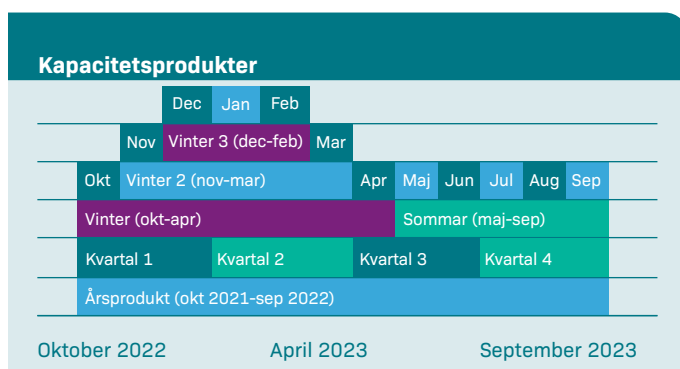 Kapacitetsprodukter
Dec Jan Feb
Nov Vinter 3 (dec-feb) Mar
Okt Vinter 2 (nov-mar) Apr Maj Jun Jul Aug Sep
Vinter (okt-apr) Sommar (maj-sep)
Kvartal 1 Kvartal 2 Kvartal 3 Kvartal 4
Årsprodukt (okt 2021-sep 2022)
Oktober 2022 April 2023 September 2023